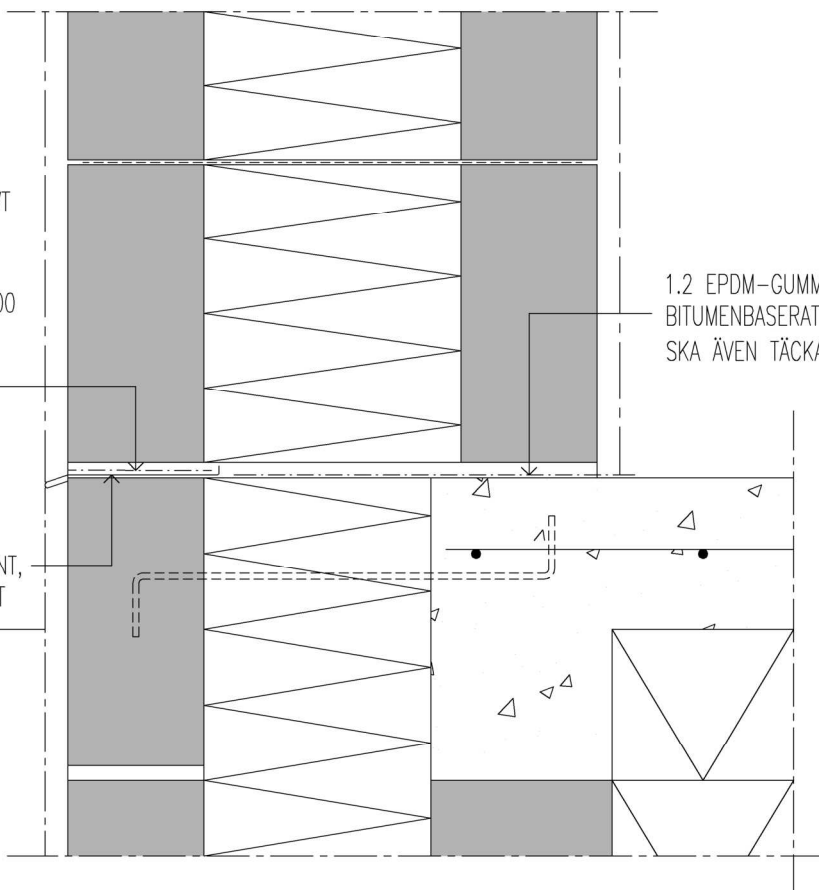 00
1.2 EPDM-GUMM
BITUMENBASERAT
SKA ÄVEN TÄCKA
NT,
T